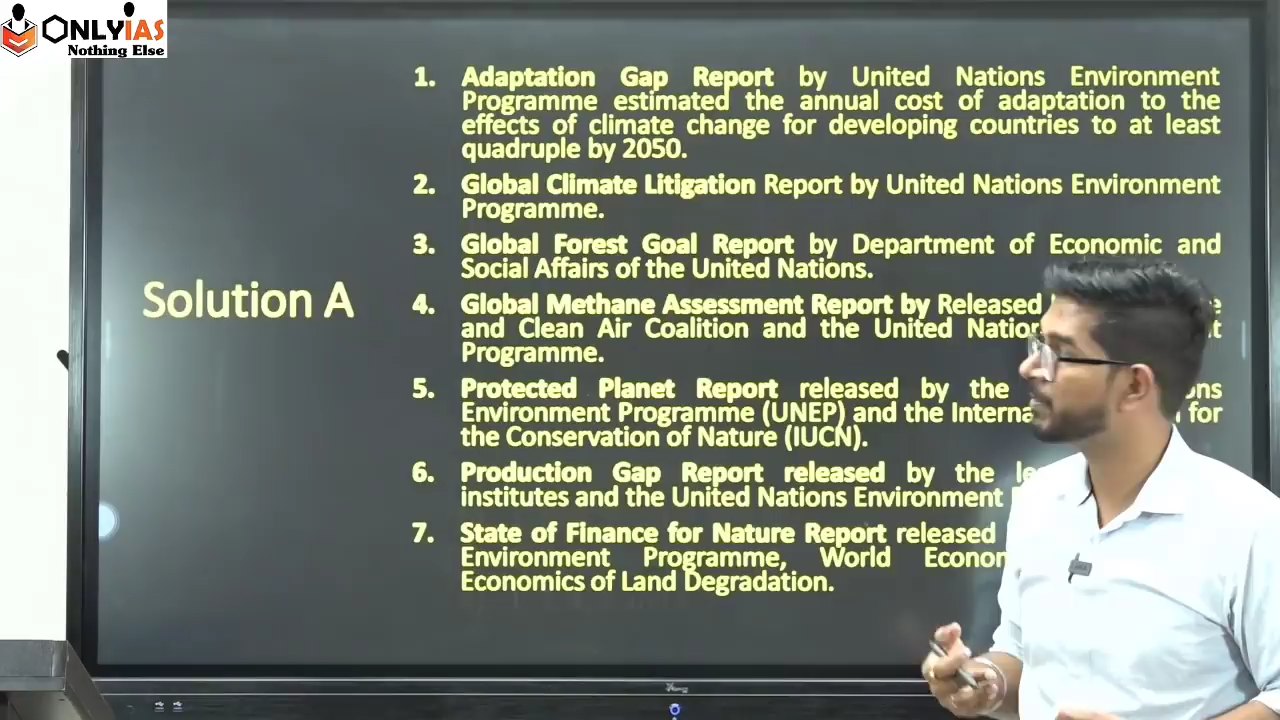 ONLYIAS
Nothing Else
1. Adaptation Gap Report by United Nations Environment
Programme estimated the annual cost of adaptation to the
effects of climate change for developing countries to at least
quadruple by 2050.
2. Global Climate Litigation Report by United Nations Environment
Programme.
3. Global Forest Goal Report by Department of Economic and
Social Affairs of the United Nations.
Solution A
4. Global Methane Assessment Report by Released
and Clean Air Coalition and the United
Programme.
5. Protected Planet Report released by the
Environment Programme (UNEP) and the for
the Conservation of Nature (IUCN).
6. Production Gap Report released by the
institutes and the United Nations Environment
7. State of Finance for Nature Report released
Environment Programme, World
Economics of Land Degradation.